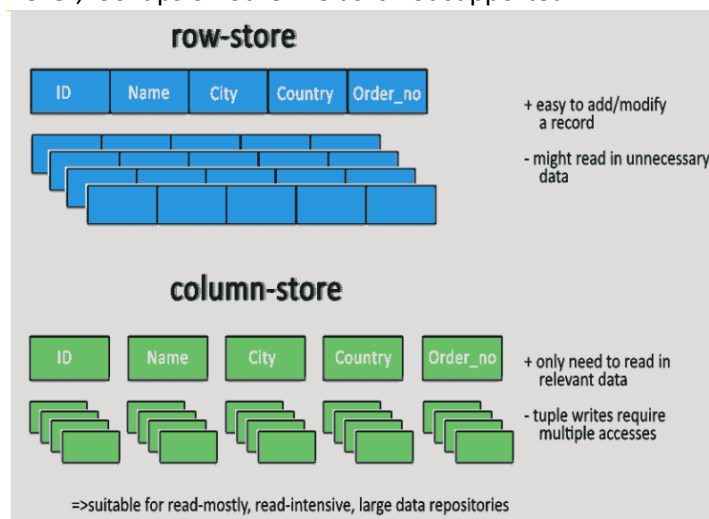 row-store
ID Name City Country Order_no
+ easy to add/modify
a record
- might read in unnecessary
data
column-store
ID Name City Country Order_no
+ only need to read in
relevant data
- tuple writes require
multiple accesses
=>suitable for read-mostly, read-intensive, large data repositories